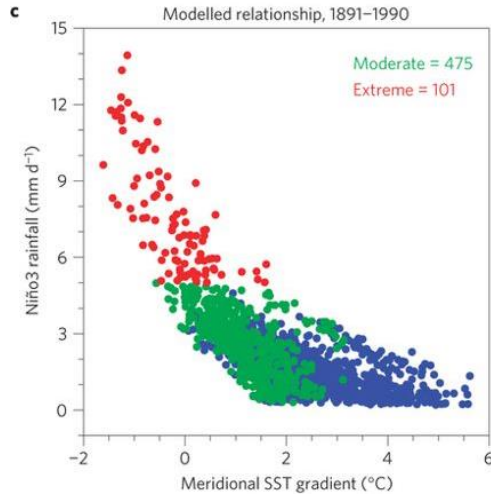 c
Modelled relationship, 1891–1990
15
Moderate = 475
Extreme = 101
12
9
6
3
0
Niño3 rainfall (mm d⁻¹)
−2 0 2 4 6
Meridional SST gradient (°C)